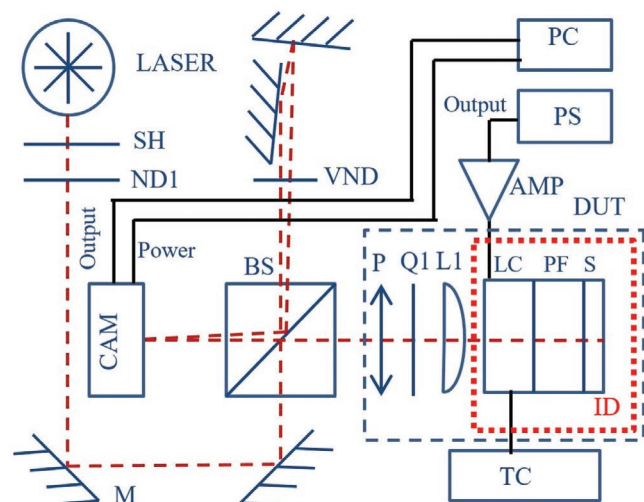 LASER
PC
SH
Output
PS
ND1
VND
AMP
DUT
Output
Power
BS
P
Q1
L1
LC
PF
S
CAM
ID
M
TC